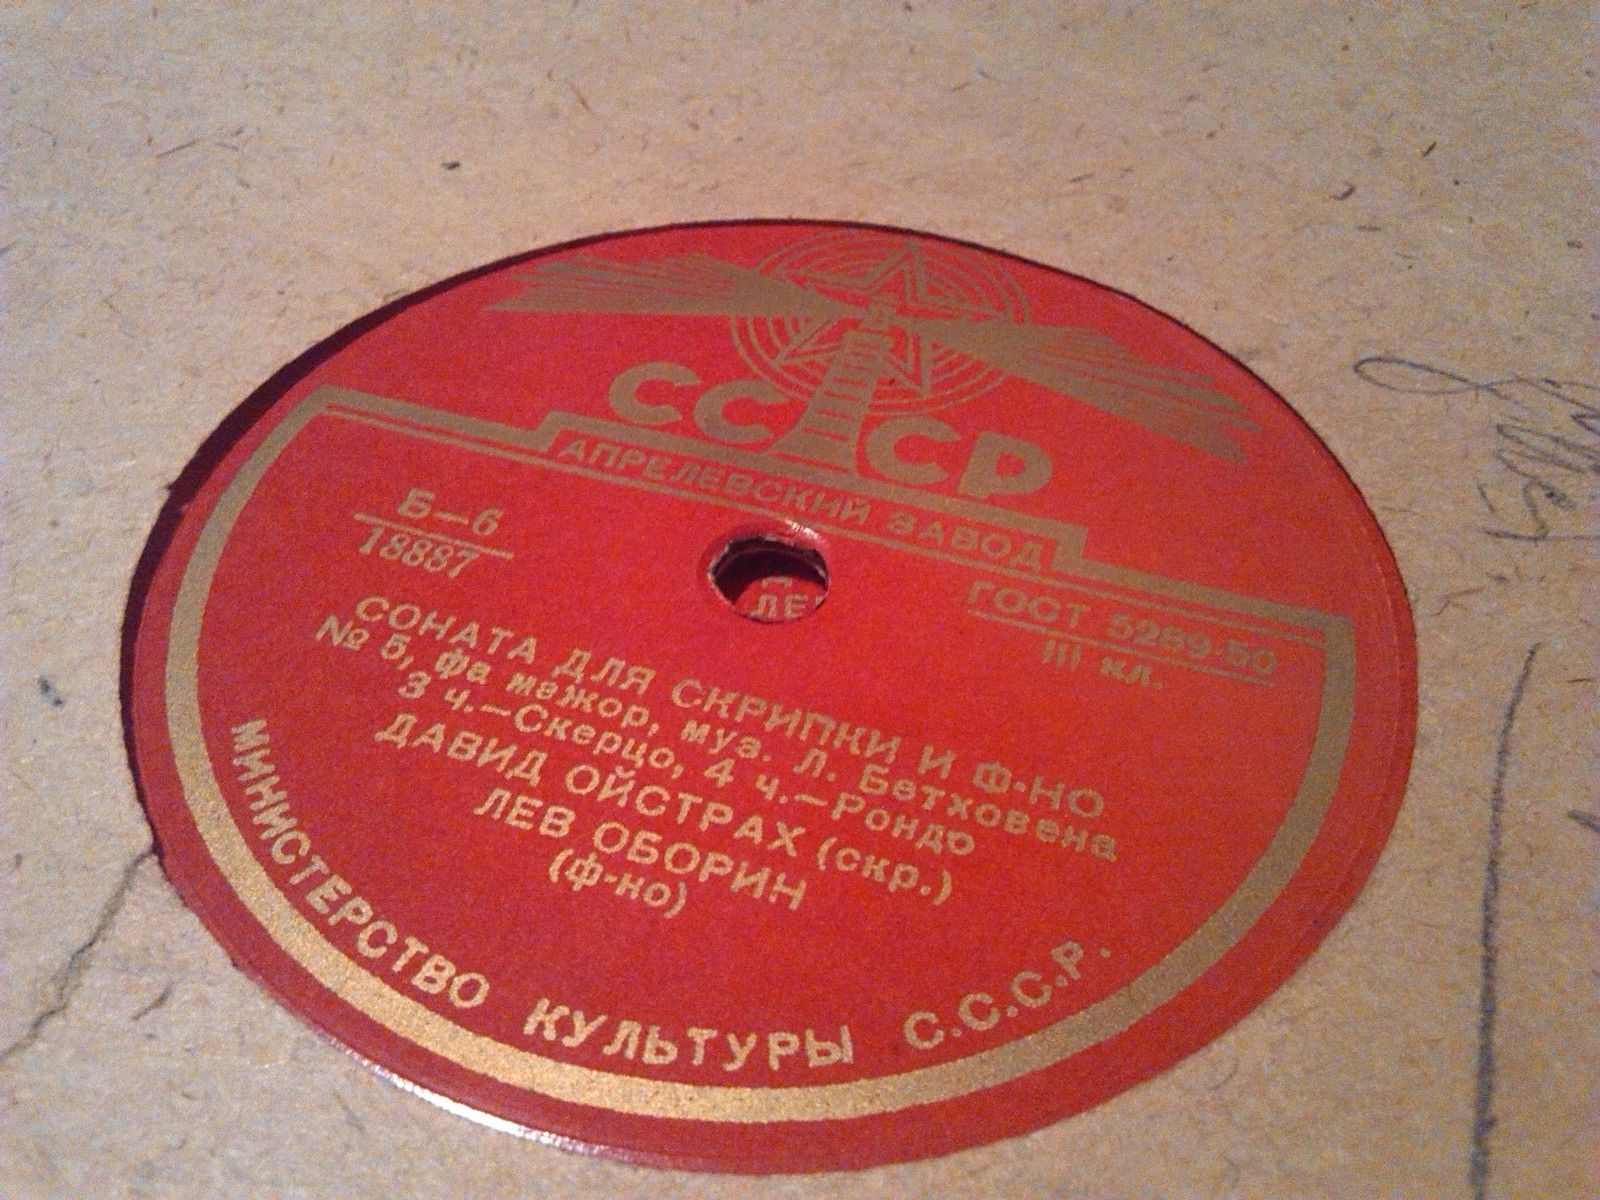 СССР
АПРЕЛЕВСКИЙ ЗАВОД
Б—6
18887
ГОСТ 5289-50
III кл.
СОНАТА ДЛЯ СКРИПКИ И Ф-НО
№ 5, фа мажор, муз. Л. Бетховена
3 ч.—Скерцо, 4 ч.—Рондо
ДАВИД ОЙСТРАХ (скр.)
ЛЕВ ОБОРИН
(ф-но)
МИНИСТЕРСТВО КУЛЬТУРЫ С.С.С.Р.
ЛЕ